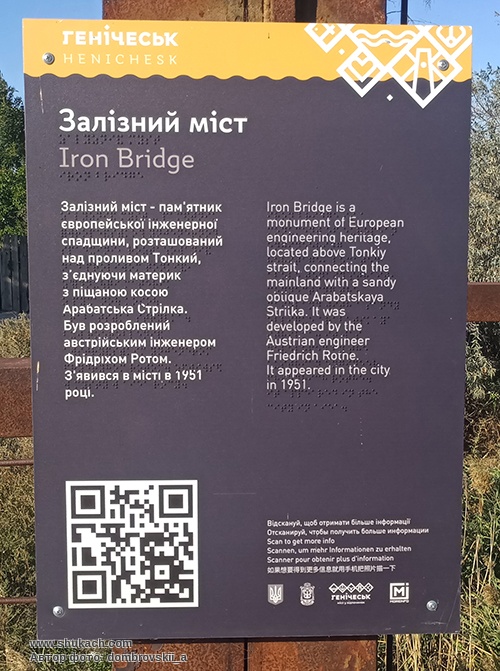 ГЕНІЧЕСЬК
HENICHESK
Залізний міст
Iron Bridge
Залізний міст - пам'ятник
європейської інженерної
спадщини, розташований
над проливом Тонкий,
з'єднуючи материк
з піщаною косою
Арабатська Стрілка.
Був розроблений
австрійським інженером
Фрідріхом Ротом.
З'явився в місті в 1951
році.
Iron Bridge is a
monument of European
engineering heritage,
located above Tonkiy
strait, connecting the
mainland with a sandy
oblique Arabatskaya
Strilka. It was
developed by the
Austrian engineer
Friedrich Rotne.
It appeared in the city
in 1951.
Відскануй, щоб отримати більше інформації
Отсканируй, чтобы получить больше информации
Scan to get more info
Scannen, um mehr Informationen zu erhalten
Scanner pour obtenir plus d'information
如果想要得到更多信息就用手机把照片描一下
ГЕНІЧЕСЬК
www.shukach.com
Автор фото: dombrovskii_a